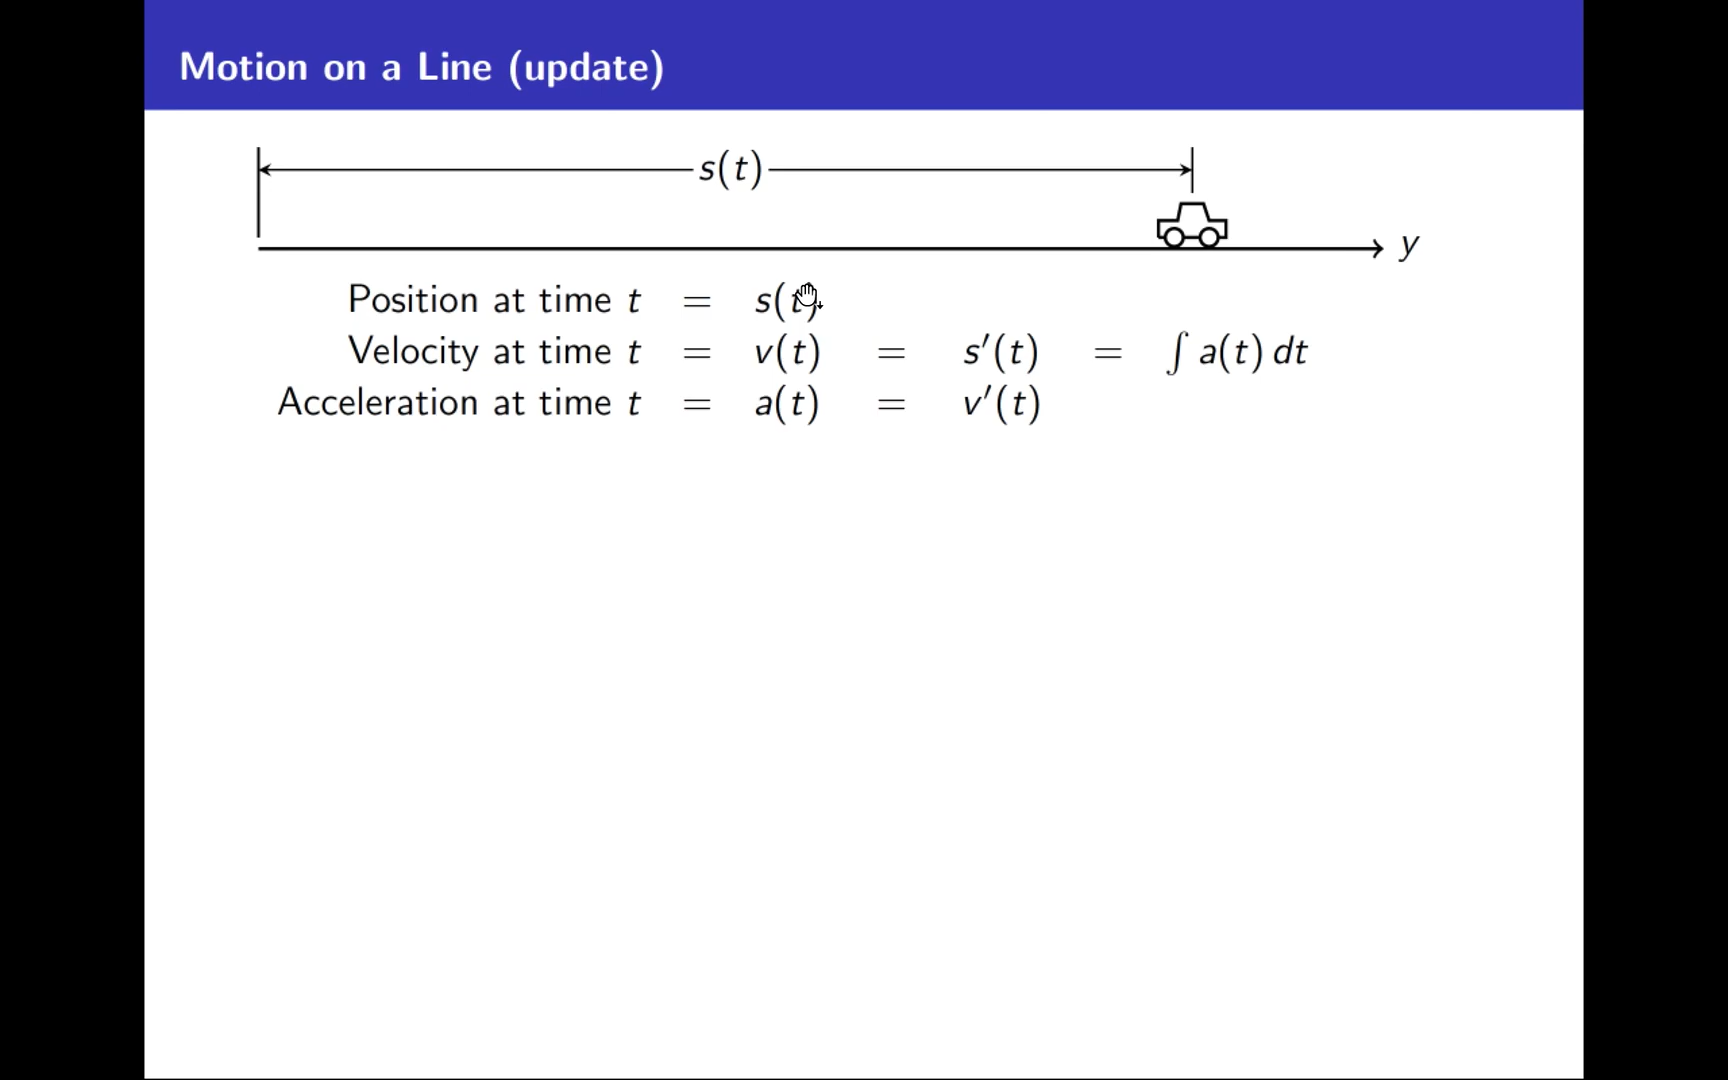 Motion on a Line (update)
s(t)
y
Position at time t = s(t)
Velocity at time t = v(t) = s′(t) = ∫ a(t) dt
Acceleration at time t = a(t) = v′(t)